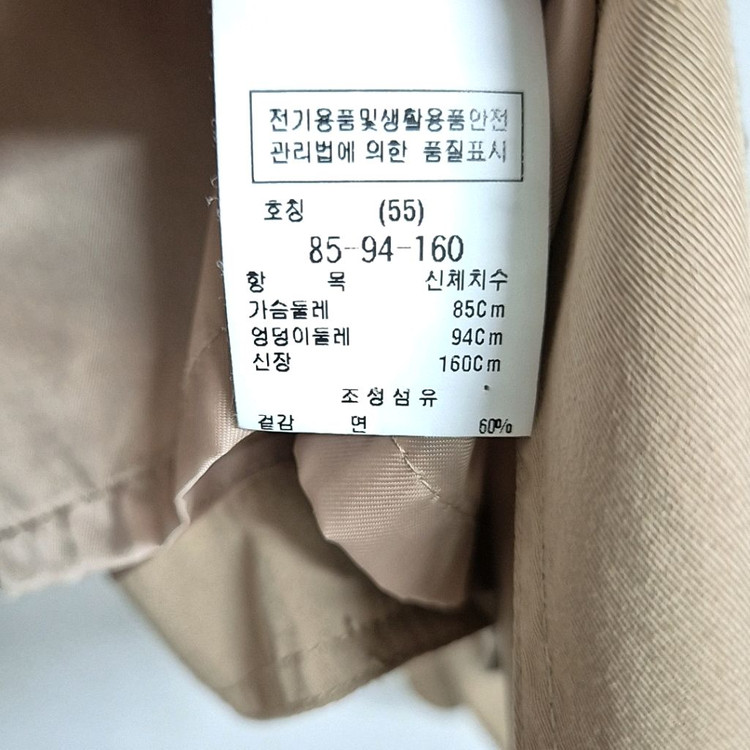 전기용품및생활용품안전
관리법에 의한 품질표시
호칭 (55)
85-94-160
항 목 신체치수
가슴둘레 85Cm
엉덩이둘레 94Cm
신장 160Cm
조성섬유
겉감 면 60%